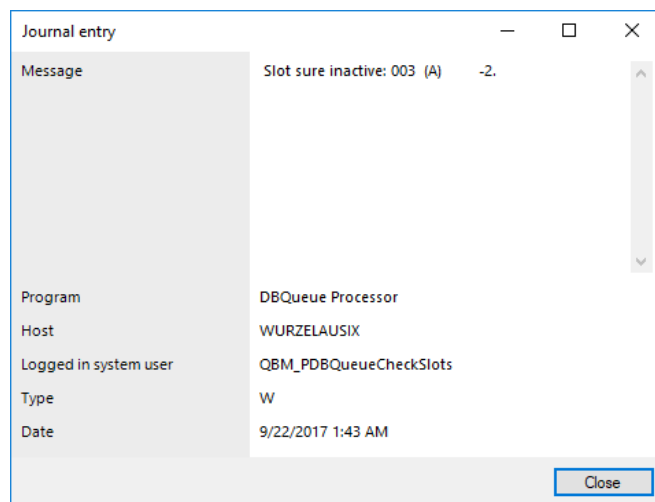 Journal entry
Message Slot sure inactive: 003 (A) -2.
Program DBQueue Processor
Host WURZELAUSIX
Logged in system user QBM_PDBQueueCheckSlots
Type W
Date 9/22/2017 1:43 AM
Close